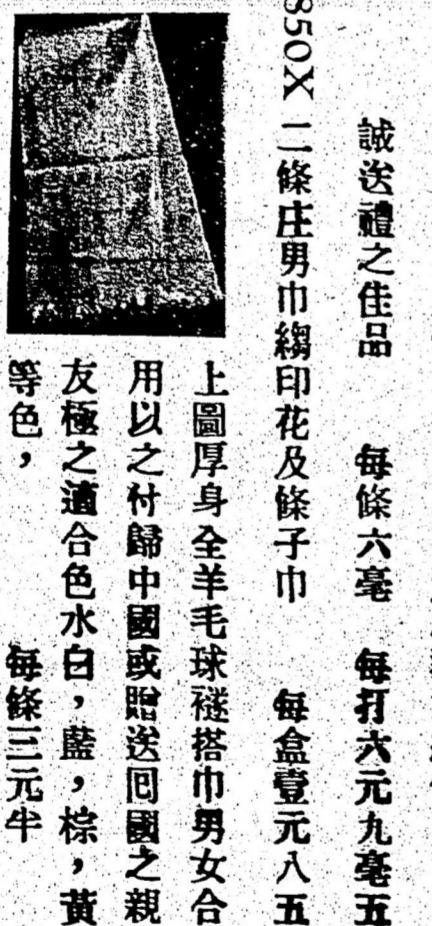 誠送禮之佳品 每條六毫 每打六元九毫五
850X 二條庄男巾縐印花及條子巾 每盒壹元八五
上圖厚身全羊毛球襚搭巾男女合
用以之付歸中國或贈送囘國之親
友極之適合色水白，藍，棕，黃
等色， 每條三元半